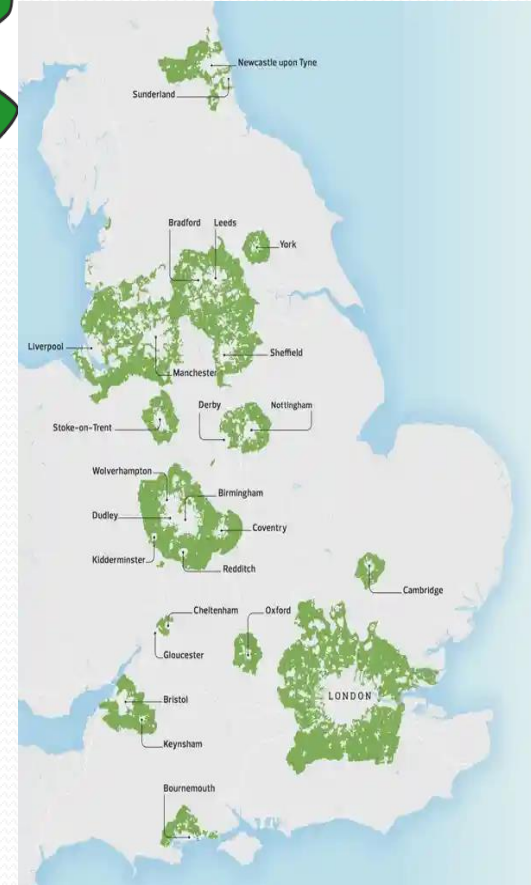 Newcastle upon Tyne
Sunderland
Bradford
Leeds
York
Liverpool
Sheffield
Manchester
Derby
Nottingham
Stoke-on-Trent
Wolverhampton
Birmingham
Dudley
Coventry
Kidderminster
Redditch
Cambridge
Cheltenham
Oxford
Gloucester
LONDON
Bristol
Keynsham
Bournemouth